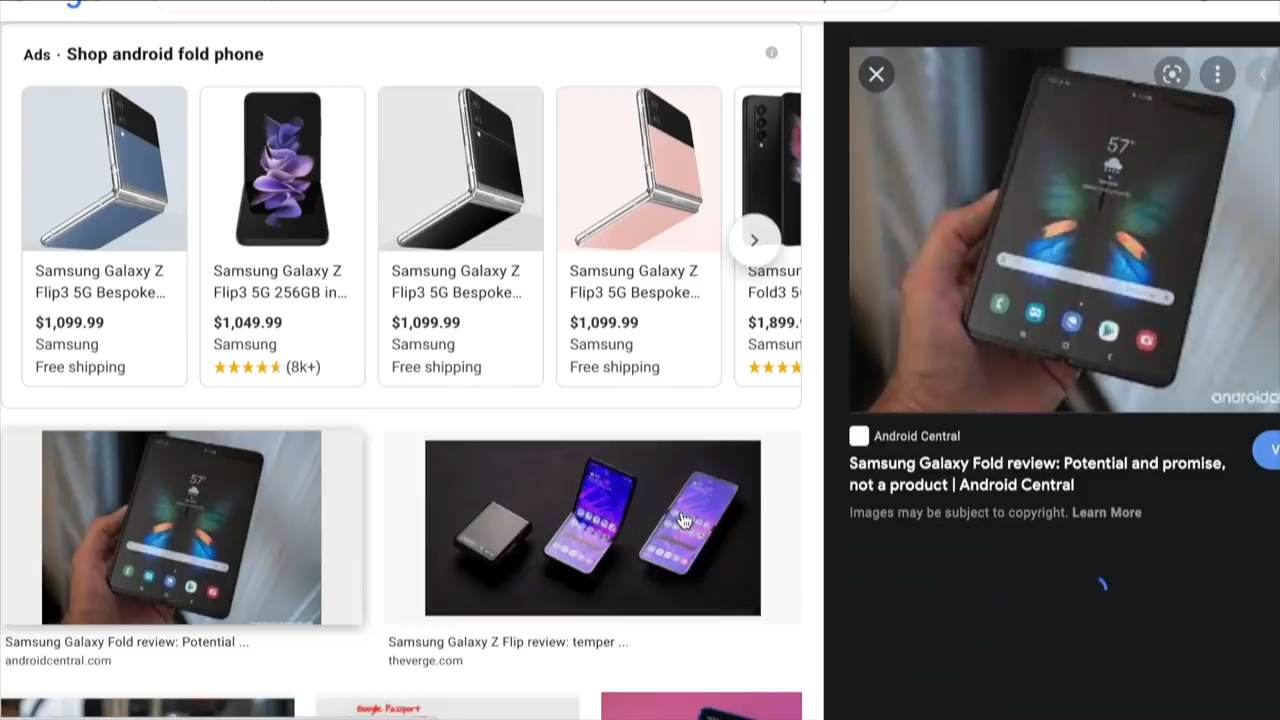 Ads · Shop android fold phone
Samsung Galaxy Z
Flip3 5G Bespoke...
$1,099.99
Samsung
Free shipping
Samsung Galaxy Z
Flip3 5G 256GB in...
$1,049.99
Samsung
(8k+)
Samsung Galaxy Z
Flip3 5G Bespoke...
$1,099.99
Samsung
Free shipping
Samsung Galaxy Z
Flip3 5G Bespoke...
$1,099.99
Samsung
Free shipping
Samsu
Fold3 5
$1,899.
Samsun
57°
androidc
Android Central
Samsung Galaxy Fold review: Potential and promise,
not a product | Android Central
Images may be subject to copyright. Learn More
57°
Samsung Galaxy Fold review: Potential ...
androidcentral.com
Samsung Galaxy Z Flip review: temper ...
theverge.com
Google Passport